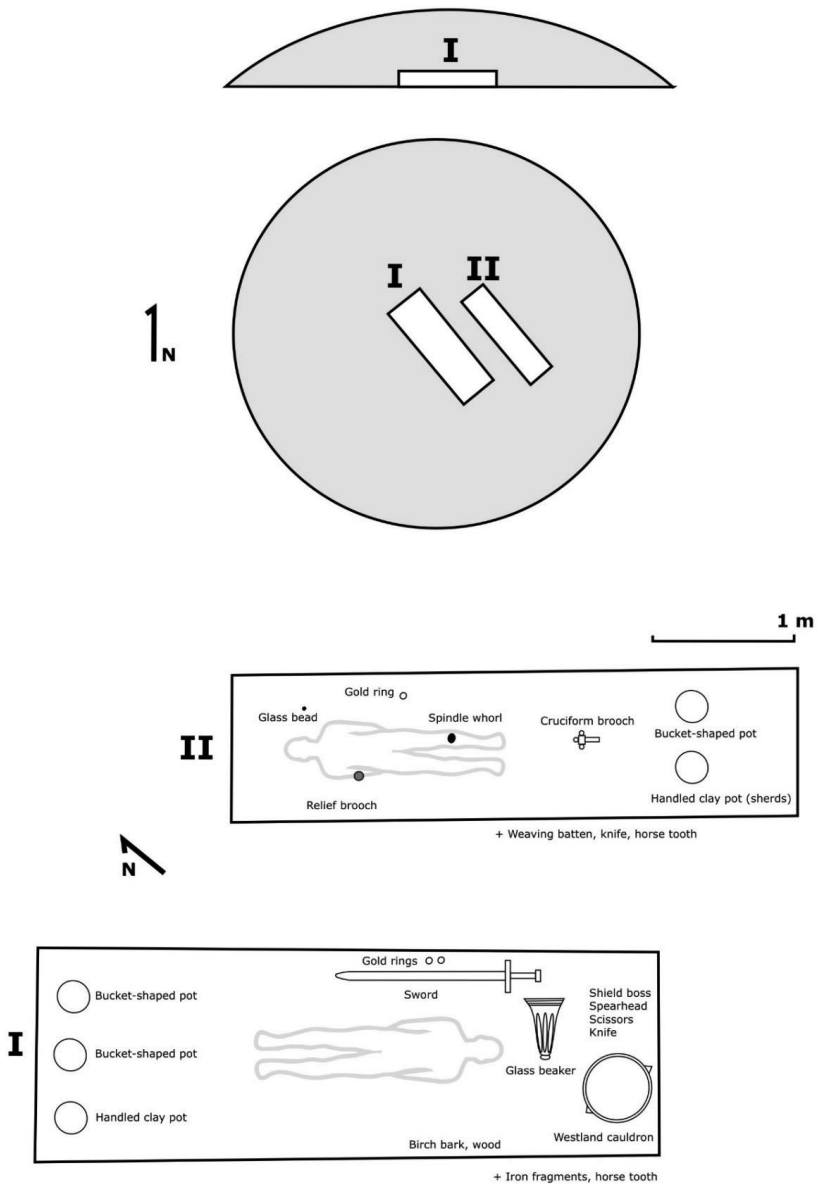 I
I
II
N
1 m
Gold ring
Glass bead
Spindle whorl
Cruciform brooch
Bucket-shaped pot
II
Relief brooch
Handled clay pot (sherds)
+ Weaving batten, knife, horse tooth
N
Gold rings
Bucket-shaped pot
Sword
Shield boss
Spearhead
Scissors
Knife
I
Bucket-shaped pot
Glass beaker
Handled clay pot
Birch bark, wood
Westland cauldron
+ Iron fragments, horse tooth